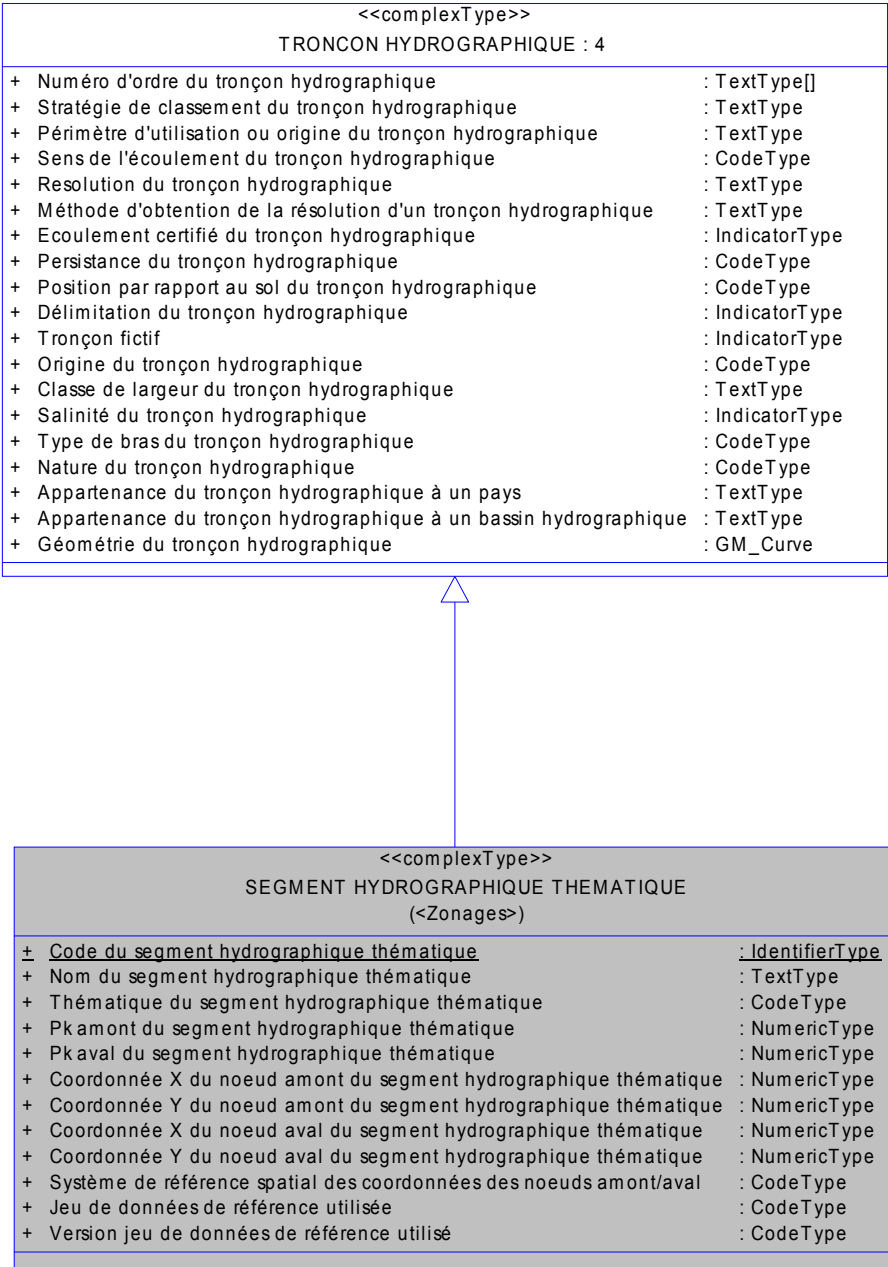 <<complexType>>
TRONCON HYDROGRAPHIQUE : 4
+ Numéro d'ordre du tronçon hydrographique : TextType[]
+ Stratégie de classement du tronçon hydrographique : TextType
+ Périmètre d'utilisation ou origine du tronçon hydrographique : TextType
+ Sens de l'écoulement du tronçon hydrographique : CodeType
+ Resolution du tronçon hydrographique : TextType
+ Méthode d'obtention de la résolution d'un tronçon hydrographique : TextType
+ Ecoulement certifié du tronçon hydrographique : IndicatorType
+ Persistance du tronçon hydrographique : CodeType
+ Position par rapport au sol du tronçon hydrographique : CodeType
+ Délimitation du tronçon hydrographique : IndicatorType
+ Tronçon fictif : IndicatorType
+ Origine du tronçon hydrographique : CodeType
+ Classe de largeur du tronçon hydrographique : TextType
+ Salinité du tronçon hydrographique : IndicatorType
+ Type de bras du tronçon hydrographique : CodeType
+ Nature du tronçon hydrographique : CodeType
+ Appartenance du tronçon hydrographique à un pays : TextType
+ Appartenance du tronçon hydrographique à un bassin hydrographique : TextType
+ Géométrie du tronçon hydrographique : GM_Curve
<<complexType>>
SEGMENT HYDROGRAPHIQUE THEMATIQUE
(<Zonages>)
+ Code du segment hydrographique thématique : IdentifierType
+ Nom du segment hydrographique thématique : TextType
+ Thématique du segment hydrographique thématique : CodeType
+ Pk amont du segment hydrographique thématique : NumericType
+ Pk aval du segment hydrographique thématique : NumericType
+ Coordonnée X du noeud amont du segment hydrographique thématique : NumericType
+ Coordonnée Y du noeud amont du segment hydrographique thématique : NumericType
+ Coordonnée X du noeud aval du segment hydrographique thématique : NumericType
+ Coordonnée Y du noeud aval du segment hydrographique thématique : NumericType
+ Système de référence spatial des coordonnées des noeuds amont/aval : CodeType
+ Jeu de données de référence utilisée : CodeType
+ Version jeu de données de référence utilisé : CodeType